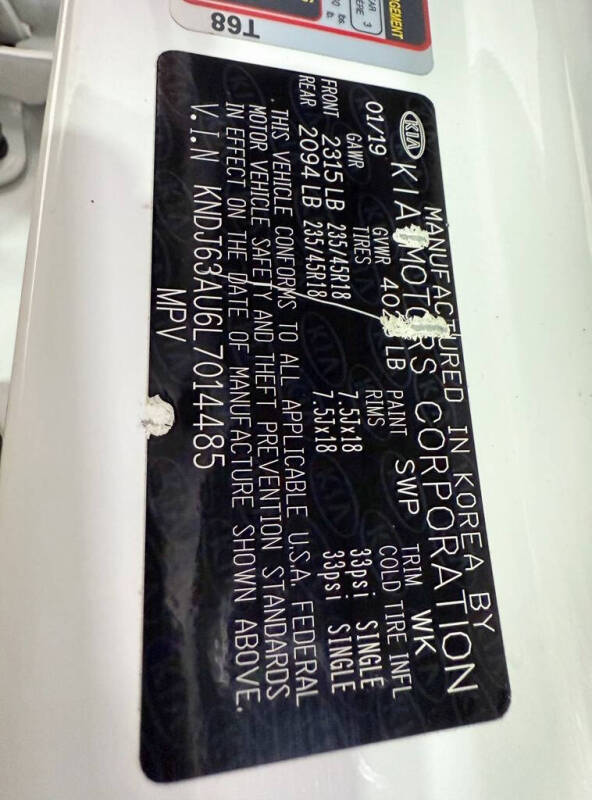 T68
KIA
MANUFACTURED IN KOREA BY
KIA MOTORS CORPORATION
01/19 GVWR LB PAINT SWP TRIM WK
GAWR TIRES RIMS COLD TIRE INFL
FRONT 2315LB 235/45R18 7.5Jx18 33psi SINGLE
REAR 2094LB 235/45R18 7.5Jx18 33psi SINGLE
THIS VEHICLE CONFORMS TO ALL APPLICABLE U.S.A. FEDERAL
MOTOR VEHICLE SAFETY AND THEFT PREVENTION STANDARDS
IN EFFECT ON THE DATE OF MANUFACTURE SHOWN ABOVE.
V.I.N KNDJ63AU6L7014485
MPV